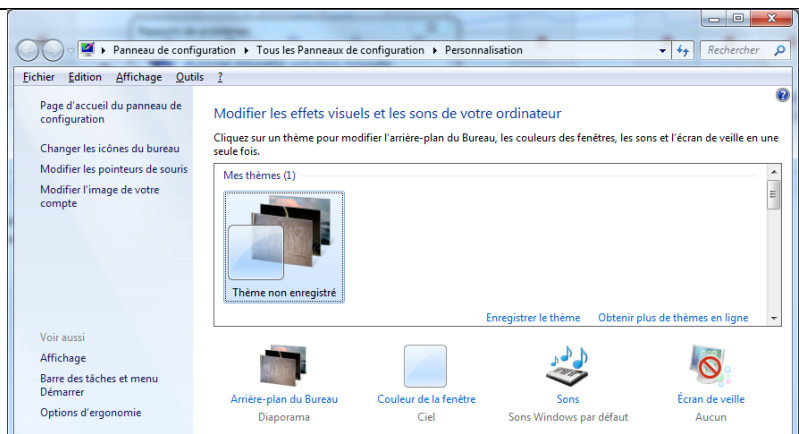 Panneau de configuration ▸ Tous les Panneaux de configuration ▸ Personnalisation
Rechercher
Fichier Edition Affichage Outils ?
Page d'accueil du panneau de
configuration
Changer les icônes du bureau
Modifier les pointeurs de souris
Modifier l'image de votre
compte
Voir aussi
Affichage
Barre des tâches et menu
Démarrer
Options d'ergonomie
Modifier les effets visuels et les sons de votre ordinateur
Cliquez sur un thème pour modifier l'arrière-plan du Bureau, les couleurs des fenêtres, les sons et l'écran de veille en une
seule fois.
Mes thèmes (1)
Thème non enregistré
Enregistrer le thème Obtenir plus de thèmes en ligne
Arrière-plan du Bureau
Diaporama
Couleur de la fenêtre
Ciel
Sons
Sons Windows par défaut
Écran de veille
Aucun